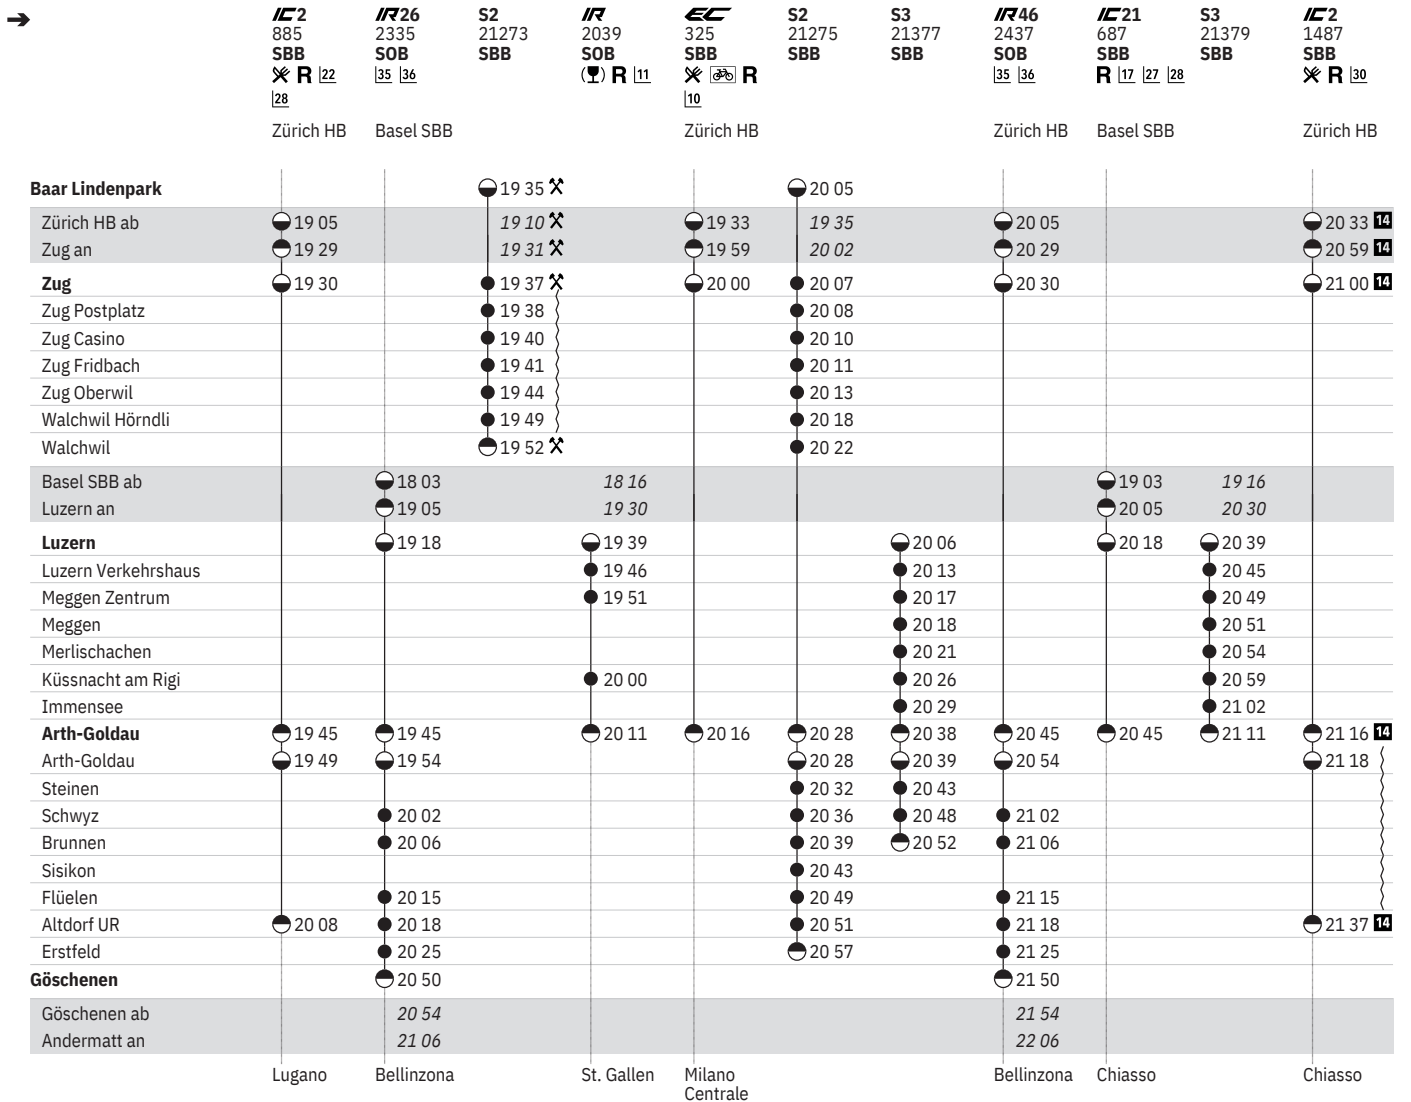 ➔ IC2 IR26 S2 IR EC S2 S3 IR46 IC21 S3 IC2
885 2335 21273 2039 325 21275 21377 2437 687 21379 1487
SBB SOB SBB SOB SBB SBB SBB SOB SBB SBB SBB
R 22 35 36 R 11 R 35 36 R 17 27 28 R 30
28 10
Zürich HB Basel SBB Zürich HB Zürich HB Basel SBB Zürich HB
Baar Lindenpark 19 35 20 05
Zürich HB ab 19 05 19 10 19 33 19 35 20 05 20 33 14
Zug an 19 29 19 31 19 59 20 02 20 29 20 59 14
Zug 19 30 19 37 20 00 20 07 20 30 21 00 14
Zug Postplatz 19 38 20 08
Zug Casino 19 40 20 10
Zug Fridbach 19 41 20 11
Zug Oberwil 19 44 20 13
Walchwil Hörndli 19 49 20 18
Walchwil 19 52 20 22
Basel SBB ab 18 03 18 16 19 03 19 16
Luzern an 19 05 19 30 20 05 20 30
Luzern 19 18 19 39 20 06 20 18 20 39
Luzern Verkehrshaus 19 46 20 13 20 45
Meggen Zentrum 19 51 20 17 20 49
Meggen 20 18 20 51
Merlischachen 20 21 20 54
Küssnacht am Rigi 20 00 20 26 20 59
Immensee 20 29 21 02
Arth-Goldau 19 45 19 45 20 11 20 16 20 28 20 38 20 45 20 45 21 11 21 16 14
Arth-Goldau 19 49 19 54 20 28 20 39 20 54 21 18
Steinen 20 32 20 43
Schwyz 20 02 20 36 20 48 21 02
Brunnen 20 06 20 39 20 52 21 06
Sisikon 20 43
Flüelen 20 15 20 49 21 15
Altdorf UR 20 08 20 18 20 51 21 18 21 37 14
Erstfeld 20 25 20 57 21 25
Göschenen 20 50 21 50
Göschenen ab 20 54 21 54
Andermatt an 21 06 22 06
Lugano Bellinzona St. Gallen Milano Bellinzona Chiasso Chiasso
Centrale